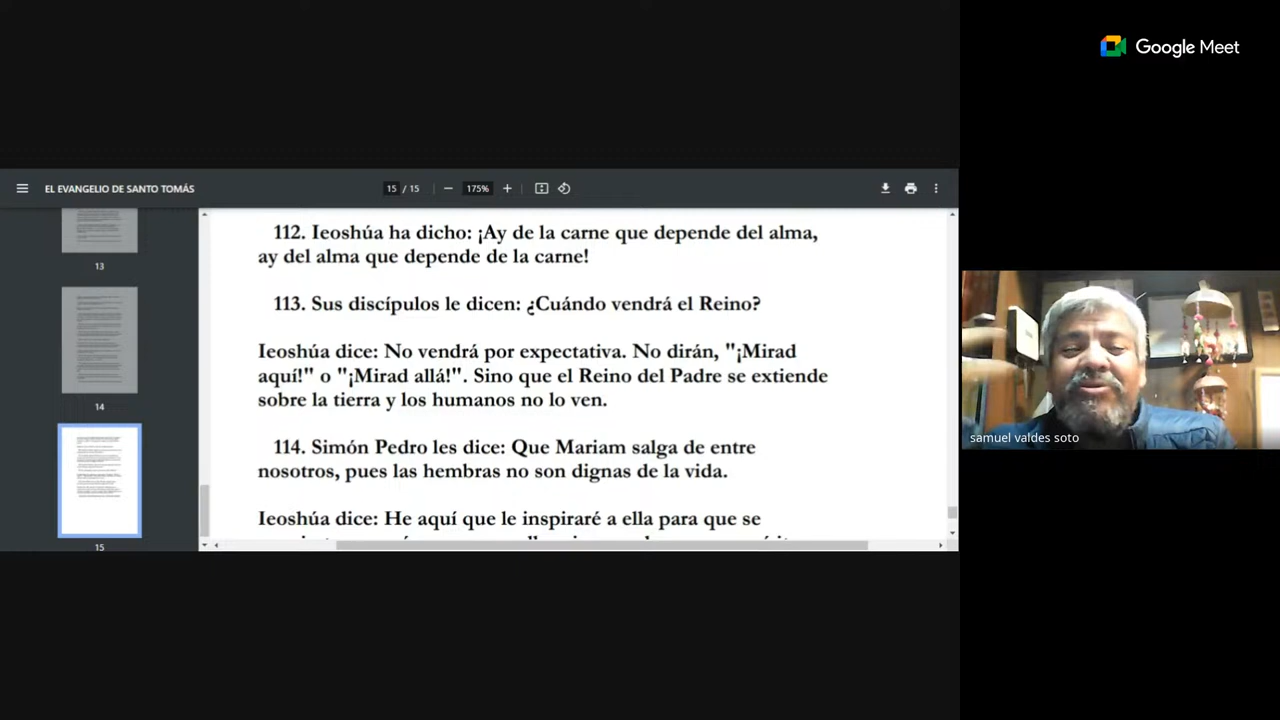 Google Meet
EL EVANGELIO DE SANTO TOMÁS
15 / 15
175%
112. Ieoshúa ha dicho: ¡Ay de la carne que depende del alma,
ay del alma que depende de la carne!
113. Sus discípulos le dicen: ¿Cuándo vendrá el Reino?
Ieoshúa dice: No vendrá por expectativa. No dirán, "¡Mirad
aquí!" o "¡Mirad allá!". Sino que el Reino del Padre se extiende
sobre la tierra y los humanos no lo ven.
114. Simón Pedro les dice: Que Mariam salga de entre
nosotros, pues las hembras no son dignas de la vida.
Ieoshúa dice: He aquí que le inspiraré a ella para que se
13
14
15
samuel valdes soto